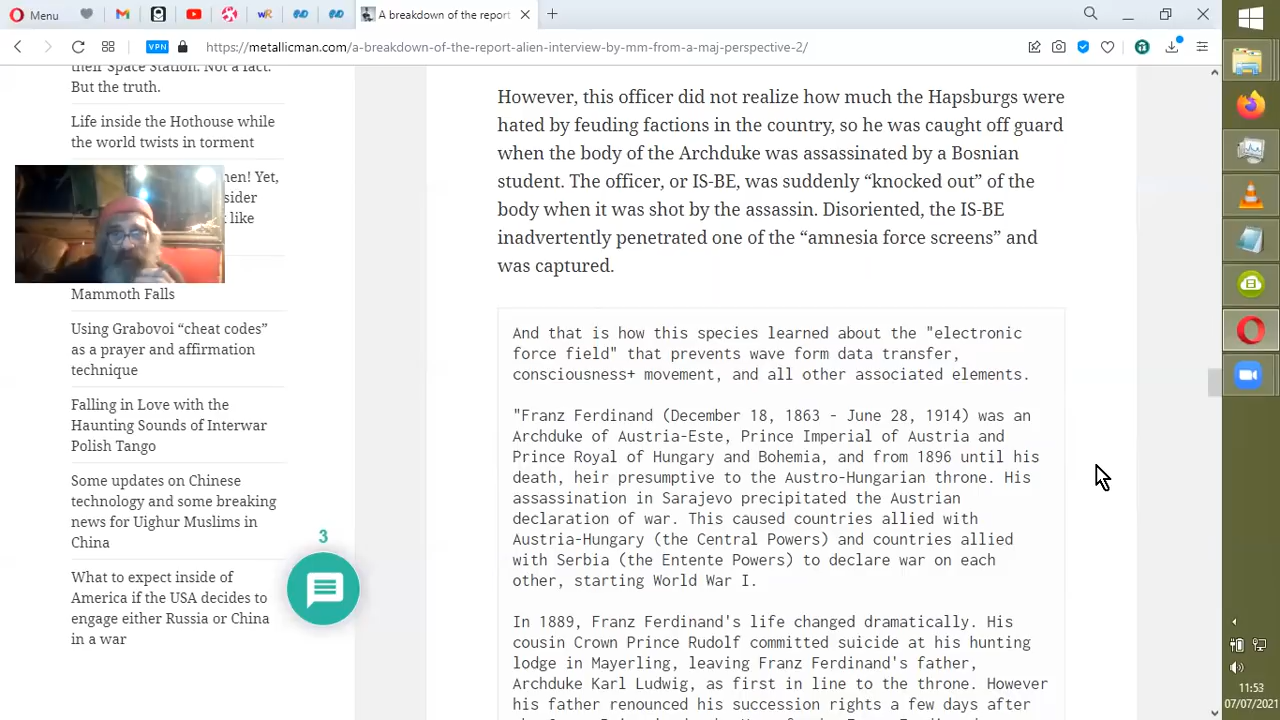 Menu
A breakdown of the report
VPN
https://metallicman.com/a-breakdown-of-the-report-alien-interview-by-mm-from-a-maj-perspective-2/
their Space Station. Not a fact.
But the truth.
Life inside the Hothouse while
the world twists in torment
men! Yet,
sider
like
Mammoth Falls
Using Grabovoi “cheat codes”
as a prayer and affirmation
technique
Falling in Love with the
Haunting Sounds of Interwar
Polish Tango
Some updates on Chinese
technology and some breaking
news for Uighur Muslims in
China
What to expect inside of
America if the USA decides to
engage either Russia or China
in a war
3
However, this officer did not realize how much the Hapsburgs were
hated by feuding factions in the country, so he was caught off guard
when the body of the Archduke was assassinated by a Bosnian
student. The officer, or IS-BE, was suddenly “knocked out” of the
body when it was shot by the assassin. Disoriented, the IS-BE
inadvertently penetrated one of the “amnesia force screens” and
was captured.
And that is how this species learned about the "electronic
force field" that prevents wave form data transfer,
consciousness+ movement, and all other associated elements.
"Franz Ferdinand (December 18, 1863 - June 28, 1914) was an
Archduke of Austria-Este, Prince Imperial of Austria and
Prince Royal of Hungary and Bohemia, and from 1896 until his
death, heir presumptive to the Austro-Hungarian throne. His
assassination in Sarajevo precipitated the Austrian
declaration of war. This caused countries allied with
Austria-Hungary (the Central Powers) and countries allied
with Serbia (the Entente Powers) to declare war on each
other, starting World War I.
In 1889, Franz Ferdinand's life changed dramatically. His
cousin Crown Prince Rudolf committed suicide at his hunting
lodge in Mayerling, leaving Franz Ferdinand's father,
Archduke Karl Ludwig, as first in line to the throne. However
his father renounced his succession rights a few days after
11:53
07/07/2021